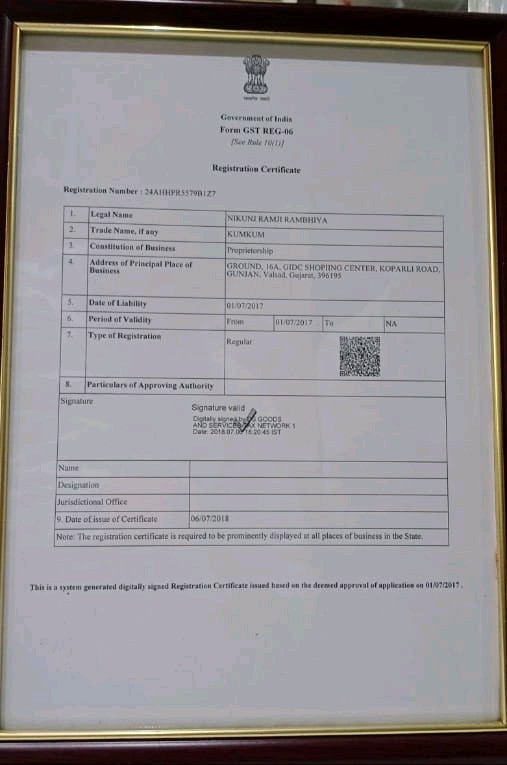 Government of India
Form GST REG-06
[See Rule 10(1)]
Registration Certificate
Registration Number : 24AHHPR5579B1Z7
1. Legal Name NIKUNJ RAMJI RAMBHIYA
2. Trade Name, if any KUMKUM
3. Constitution of Business Proprietorship
4. Address of Principal Place of Business GROUND, 16A, GIDC SHOPIING CENTER, KOPARLI ROAD,
GUNJAN, Valsad, Gujarat, 396195
5. Date of Liability 01/07/2017
6. Period of Validity From 01/07/2017 To NA
7. Type of Registration Regular
8. Particulars of Approving Authority
Signature
Signature valid
Digitally signed by GOODS
AND SERVICES TAX NETWORK 1
Date: 2018.07.06 16:20:45 IST
Name
Designation
Jurisdictional Office
9. Date of issue of Certificate 06/07/2018
Note: The registration certificate is required to be prominently displayed at all places of business in the State.
This is a system generated digitally signed Registration Certificate issued based on the deemed approval of application on 01/07/2017 .